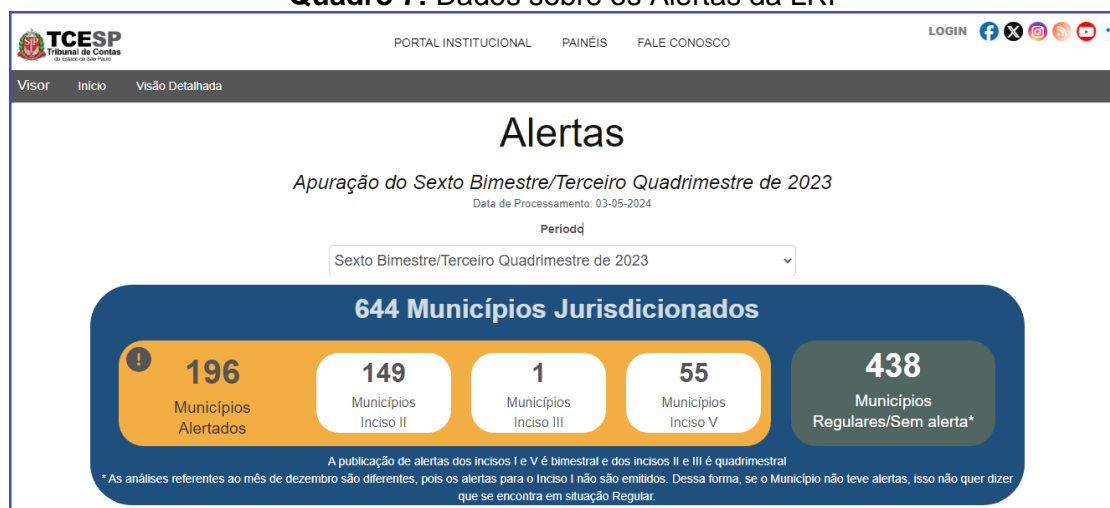 Quadro 7: Dados sobre os Alertas da LRF
TCESP
Tribunal de Contas
do Estado de São Paulo
PORTAL INSTITUCIONAL PAINÉIS FALE CONOSCO
LOGIN
Visor Início Visão Detalhada
Alertas
Apuração do Sexto Bimestre/Terceiro Quadrimestre de 2023
Data de Processamento: 03-05-2024
Período
Sexto Bimestre/Terceiro Quadrimestre de 2023
644 Municípios Jurisdicionados
196
Municípios
Alertados
149
Municípios
Inciso II
1
Municípios
Inciso III
55
Municípios
Inciso V
438
Municípios
Regulares/Sem alerta*
A publicação de alertas dos incisos I e V é bimestral e dos incisos II e III é quadrimestral
* As análises referentes ao mês de dezembro são diferentes, pois os alertas para o Inciso I não são emitidos. Dessa forma, se o Município não teve alertas, isso não quer dizer
que se encontra em situação Regular.